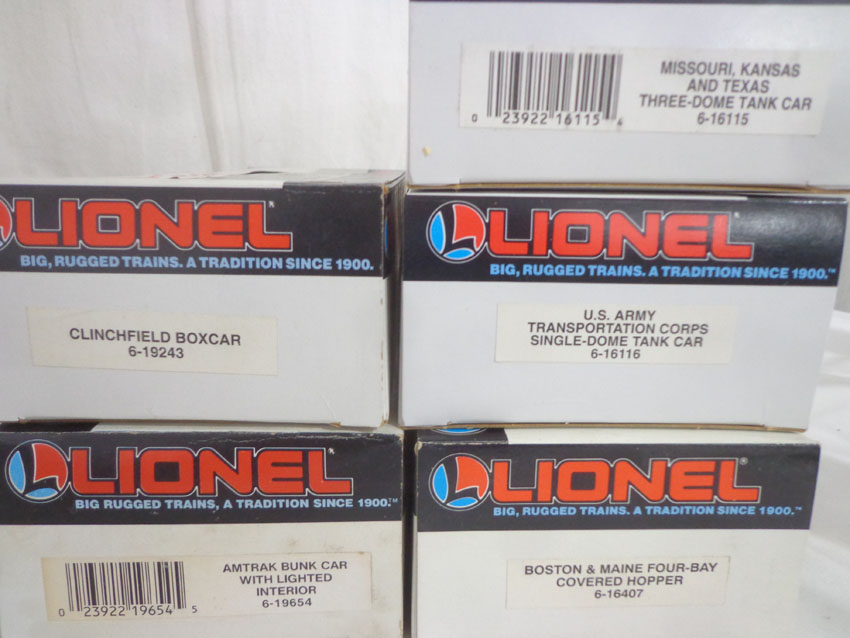 0 23922 16115 4
MISSOURI, KANSAS
AND TEXAS
THREE-DOME TANK CAR
6-16115
LIONEL®
BIG, RUGGED TRAINS. A TRADITION SINCE 1900.
CLINCHFIELD BOXCAR
6-19243
LIONEL®
BIG, RUGGED TRAINS. A TRADITION SINCE 1900.™
U.S. ARMY
TRANSPORTATION CORPS
SINGLE-DOME TANK CAR
6-16116
LIONEL®
BIG RUGGED TRAINS, A TRADITION SINCE 1900.™
0 23922 19654 5
AMTRAK BUNK CAR
WITH LIGHTED
INTERIOR
6-19654
LIONEL®
BIG, RUGGED TRAINS. A TRADITION SINCE 1900.™
BOSTON & MAINE FOUR-BAY
COVERED HOPPER
6-16407